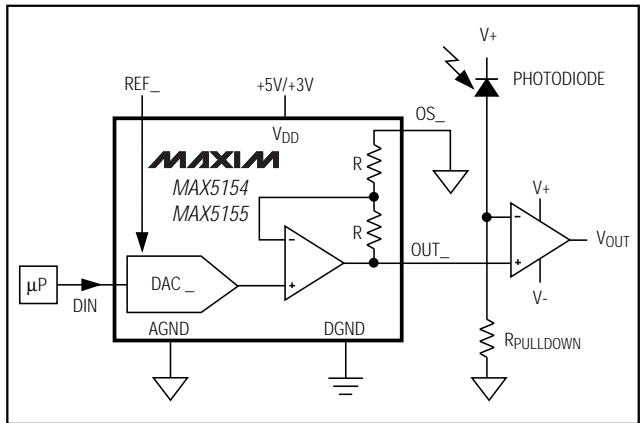 V+
REF_
+5V/+3V
PHOTODIODE
OS_
VDD
MAXIM
R
MAX5154
MAX5155
R
V+
−
−
VOUT
OUT_
+
+
µP
DAC _
DIN
V-
AGND
DGND
RPULLDOWN